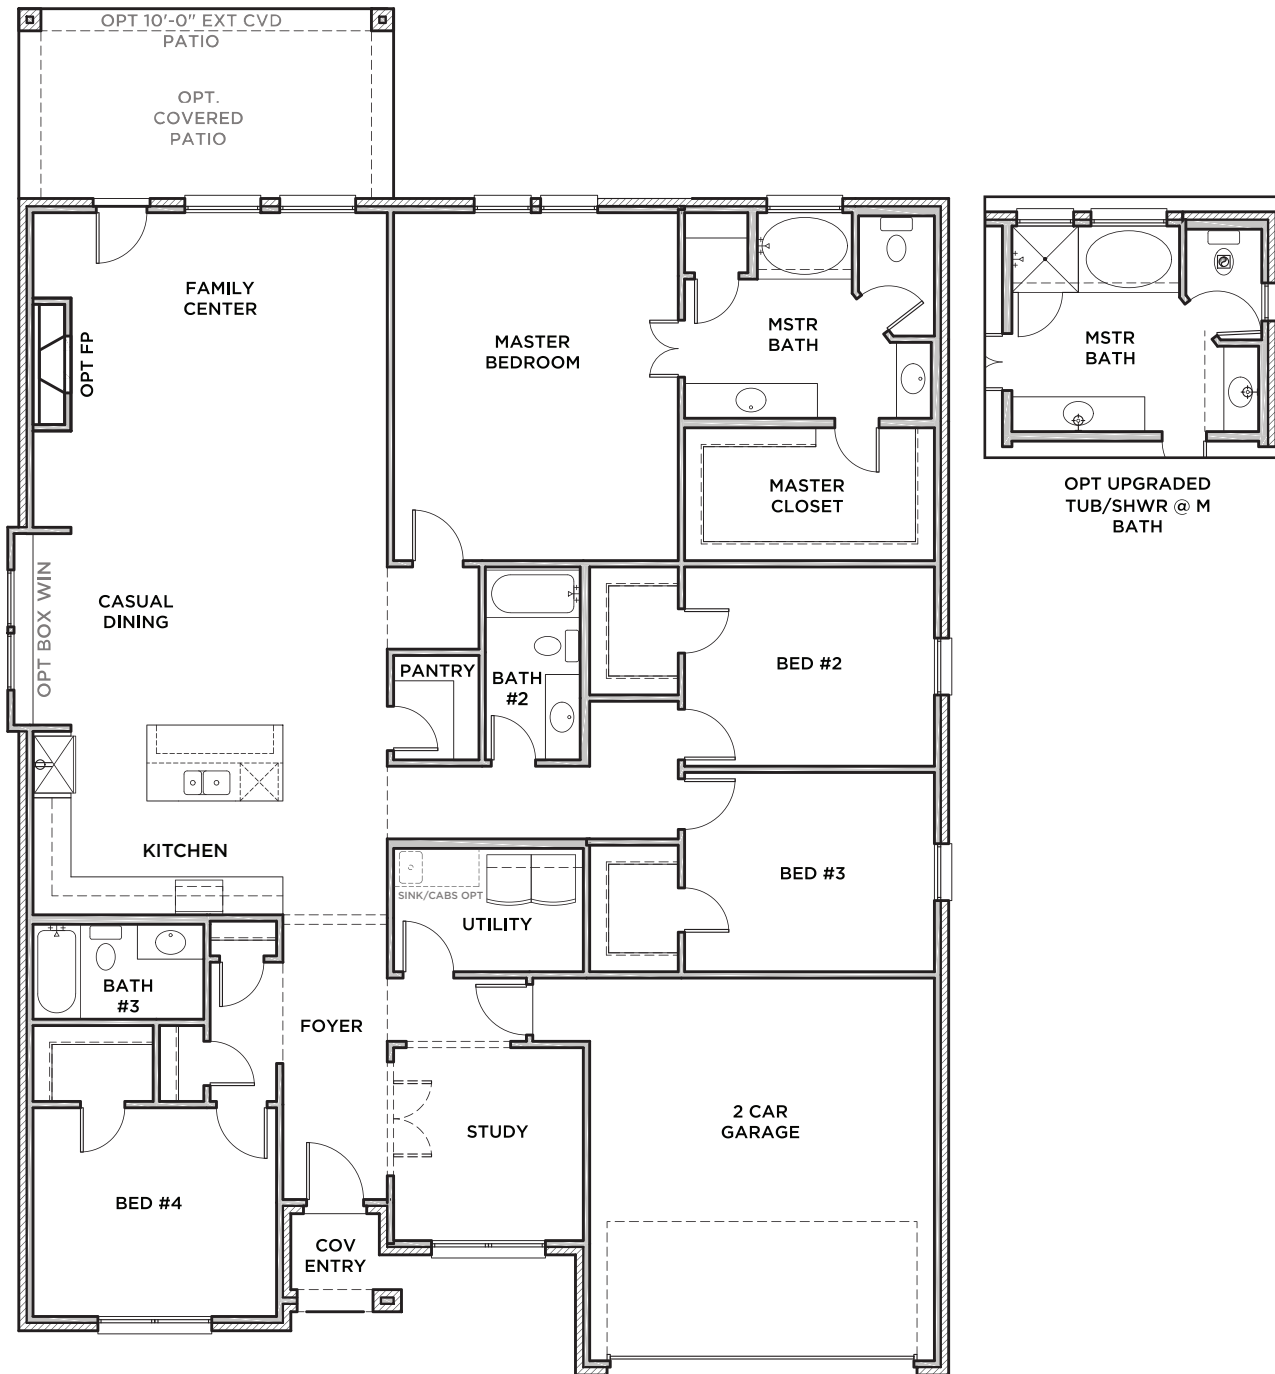 OPT 10'-0" EXT CVD
PATIO
OPT.
COVERED
PATIO
FAMILY
CENTER
OPT FP
MASTER
BEDROOM
MSTR
BATH
MSTR
BATH
MASTER
CLOSET
OPT UPGRADED
TUB/SHWR @ M
BATH
OPT BOX WIN
CASUAL
DINING
PANTRY
BATH
#2
BED #2
KITCHEN
SINK/CABS OPT
UTILITY
BED #3
BATH
#3
FOYER
STUDY
2 CAR
GARAGE
BED #4
COV
ENTRY